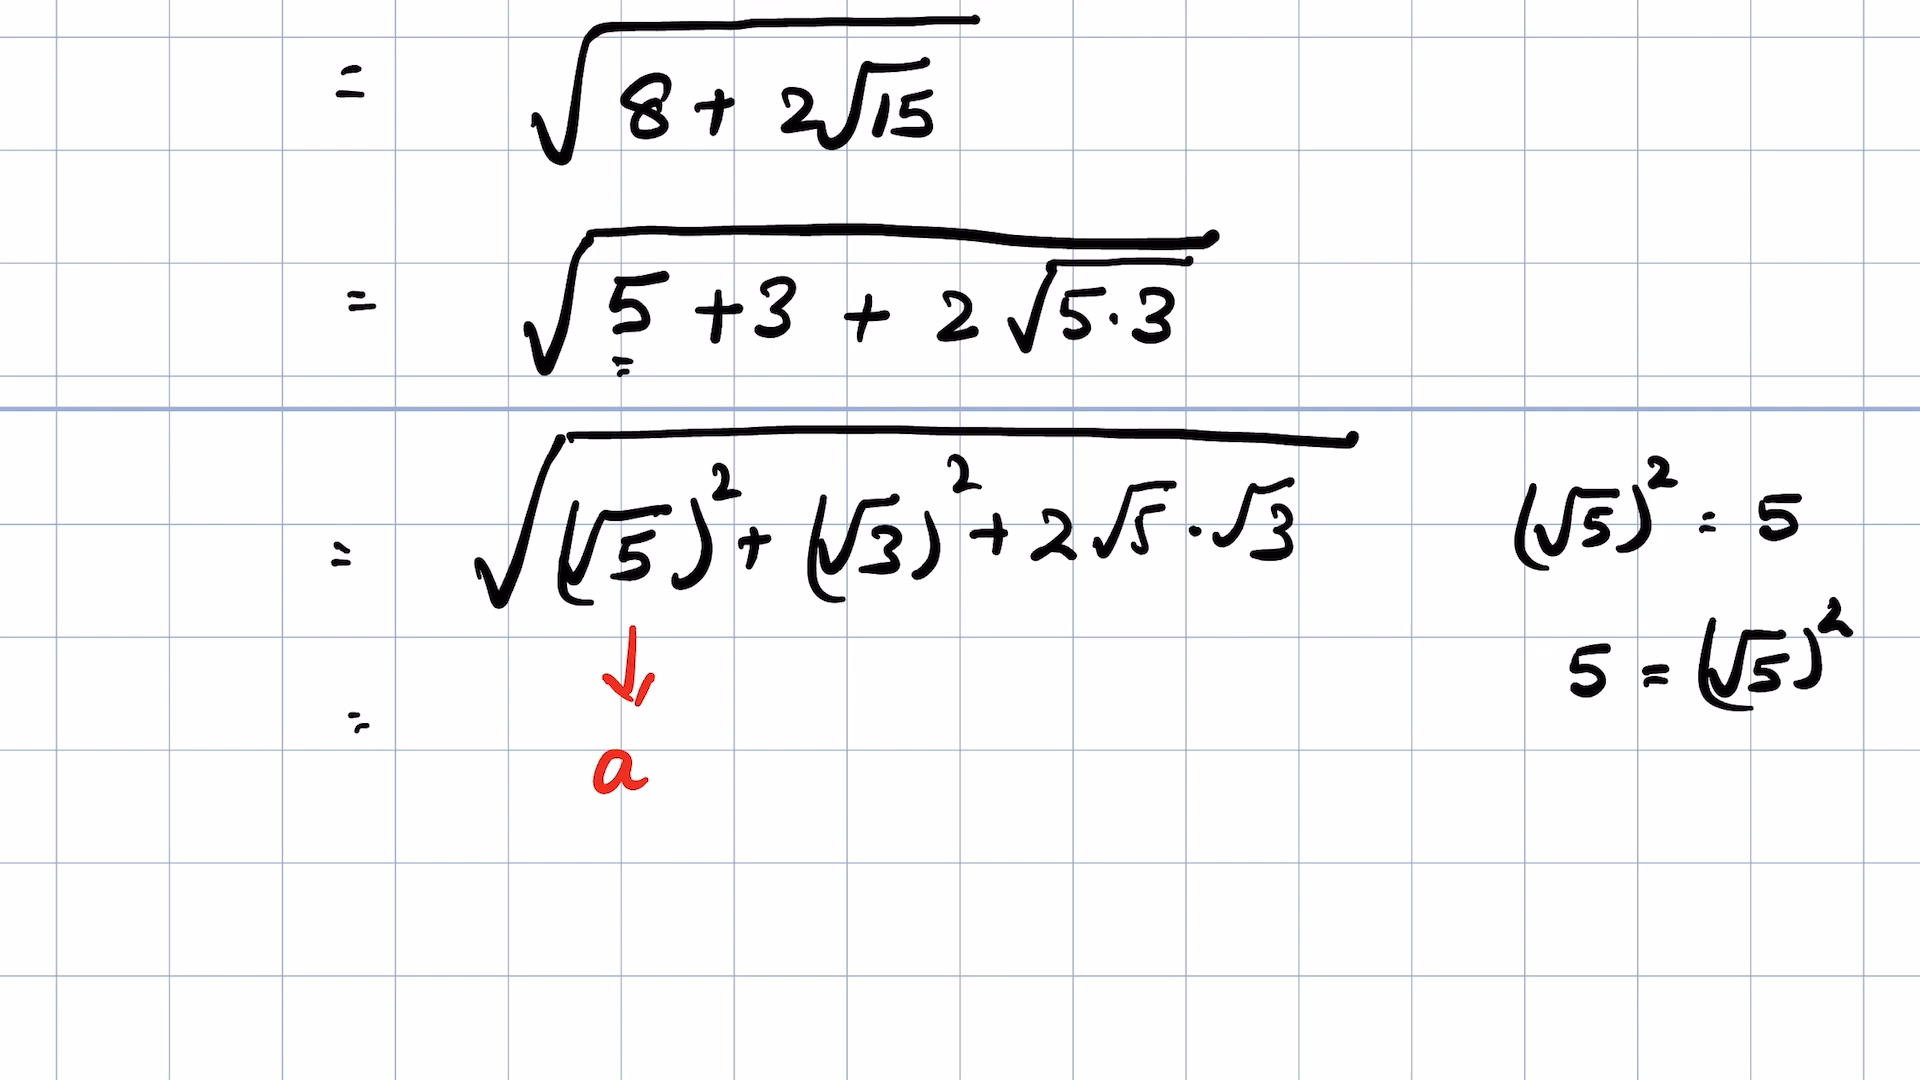 = √(8 + 2√15)
= √(5 + 3 + 2√(5·3))
=
= √((√5)² + (√3)² + 2√5·√3)
(√5)² = 5
↓
5 = (√5)²
=
a